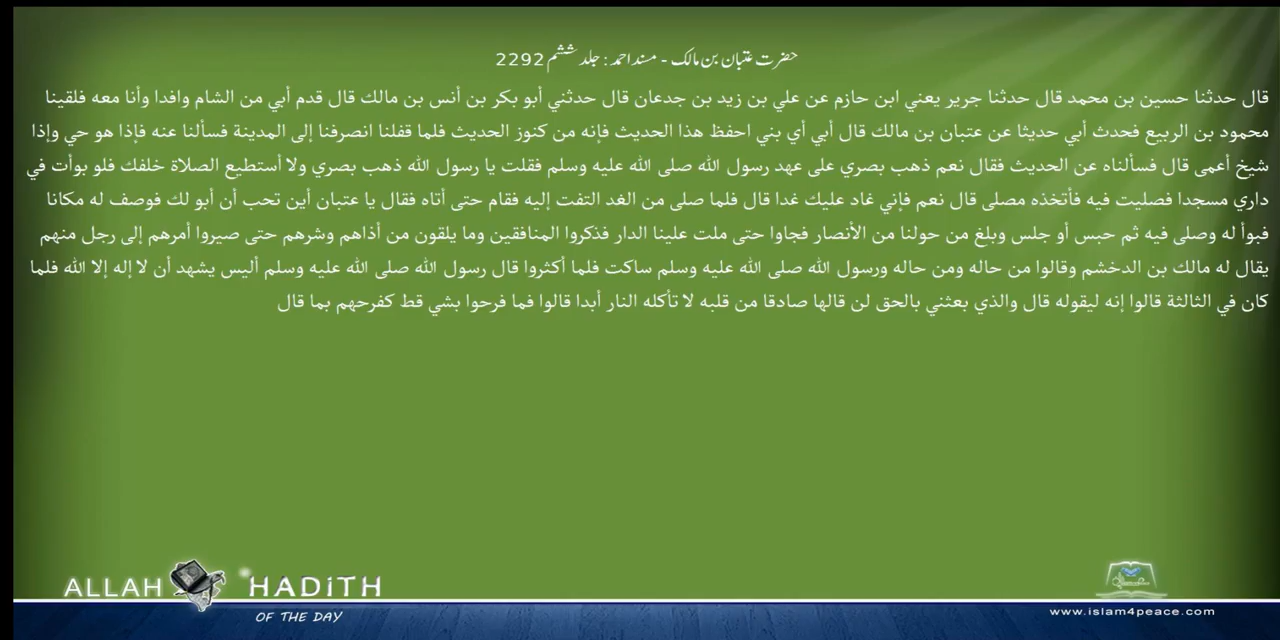 حضرت عتبان بن مالک - مسند احمد : جلد ششم 2292
قال حدثنا حسين بن محمد قال حدثنا جرير يعني ابن حازم عن علي بن زيد بن جدعان قال حدثني أبو بكر بن أنس بن مالك قال قدم أبي من الشام وافدا وأنا معه فلقينا
محمود بن الربيع فحدث أبي حديثا عن عتبان بن مالك قال أبي أي بني احفظ هذا الحديث فإنه من كنوز الحديث فلما قفلنا انصرفنا إلى المدينة فسألنا عنه فإذا هو حي وإذا
شيخ أعمى قال فسألناه عن الحديث فقال نعم ذهب بصري على عهد رسول الله صلى الله عليه وسلم فقلت يا رسول الله ذهب بصري ولا أستطيع الصلاة خلفك فلو بوأت في
داري مسجدا فصليت فيه فأتخذه مصلى قال نعم فإني غاد عليك غدا قال فلما صلى من الغد التفت إليه فقام حتى أتاه فقال يا عتبان أين تحب أن أبو لك فوصف له مكانا
فبوأ له وصلى فيه ثم حبس أو جلس وبلغ من حولنا من الأنصار فجاوا حتى ملت علينا الدار فذكروا المنافقين وما يلقون من أذاهم وشرهم حتى صيروا أمرهم إلى رجل منهم
يقال له مالك بن الدخشم وقالوا من حاله ومن حاله ورسول الله صلى الله عليه وسلم ساكت فلما أكثروا قال رسول الله صلى الله عليه وسلم أليس يشهد أن لا إله إلا الله فلما
كان في الثالثة قالوا إنه ليقوله قال والذي بعثني بالحق لن قالها صادقا من قلبه لا تأكله النار أبدا قالوا فما فرحوا بشي قط كفرحهم بما قال
ALLAH HADITH
OF THE DAY
www.islam4peace.com